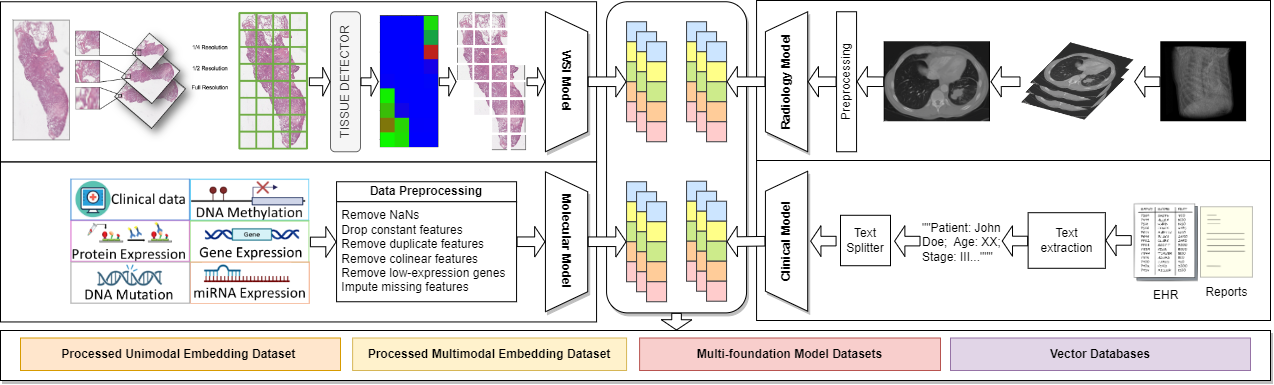 1/4 Resolution
1/2 Resolution
Full Resolution
TISSUE DETECTOR
WSI Model
Radiology Model
Preprocessing
Clinical data
DNA Methylation
Protein Expression
Gene
Gene Expression
DNA Mutation
miRNA Expression
Data Preprocessing
Remove NaNs
Drop constant features
Remove duplicate features
Remove colinear features
Remove low-expression genes
Impute missing features
Molecular Model
Clinical Model
Text
Splitter
""Patient: John
Doe;  Age: XX;
Stage: III...""
Text
extraction
EHR
Reports
Processed Unimodal Embedding Dataset
Processed Multimodal Embedding Dataset
Multi-foundation Model Datasets
Vector Databases